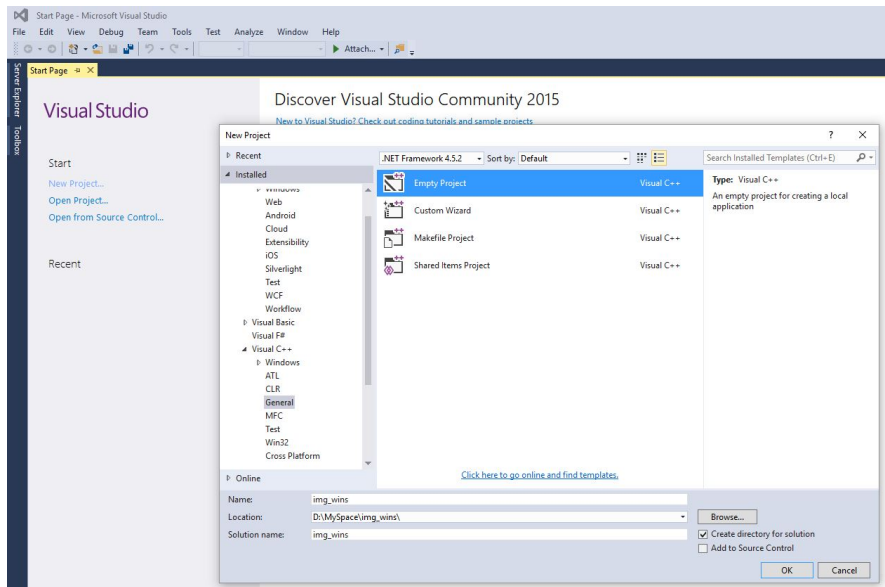 Start Page - Microsoft Visual Studio
File Edit View Debug Team Tools Test Analyze Window Help
Attach...
Server Explorer
Toolbox
Start Page
Visual Studio
Start
New Project...
Open Project...
Open from Source Control...
Recent
Discover Visual Studio Community 2015
New to Visual Studio? Check out coding tutorials and sample projects
New Project ? X
Recent
.NET Framework 4.5.2 Sort by: Default
Search Installed Templates (Ctrl+E)
Installed
Windows
Web
Android
Cloud
Extensibility
iOS
Silverlight
Test
WCF
Workflow
Visual Basic
Visual F#
Visual C++
Windows
ATL
CLR
General
MFC
Test
Win32
Cross Platform
Online
Empty Project Visual C++
Custom Wizard Visual C++
Makefile Project Visual C++
Shared Items Project Visual C++
Click here to go online and find templates.
Type: Visual C++
An empty project for creating a local
application
Name: img_wins
Location: D:\MySpace\img_wins\
Browse...
Solution name: img_wins
Create directory for solution
Add to Source Control
OK Cancel